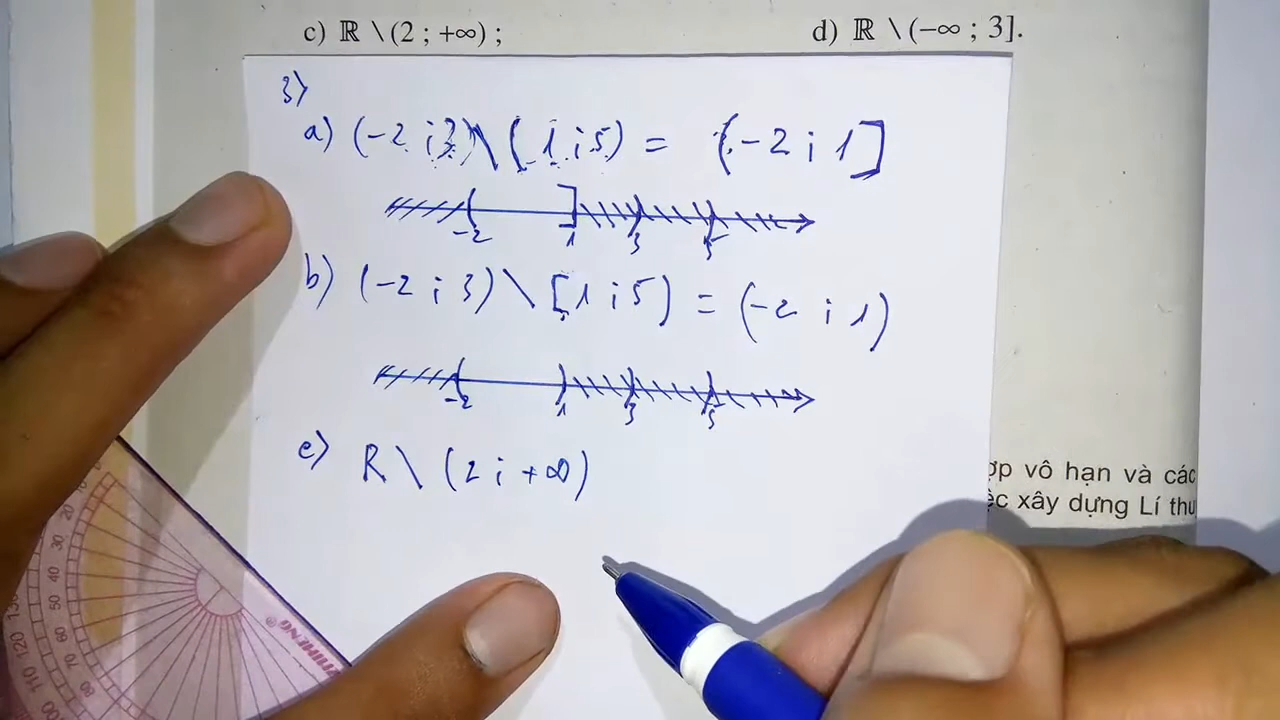 c) ℝ \ (2 ; +∞) ; d) ℝ \ (−∞ ; 3].
3)
a) (-2 ; 3) \ (1 ; 5) = (-2 ; 1]
-2 1 3 5
b) (-2 ; 3) \ [1 ; 5) = (-2 ; 1)
-2 1 3 5
c) R \ (2 ; +∞)
ợp vô hạn và các
ệc xây dựng Lí thu